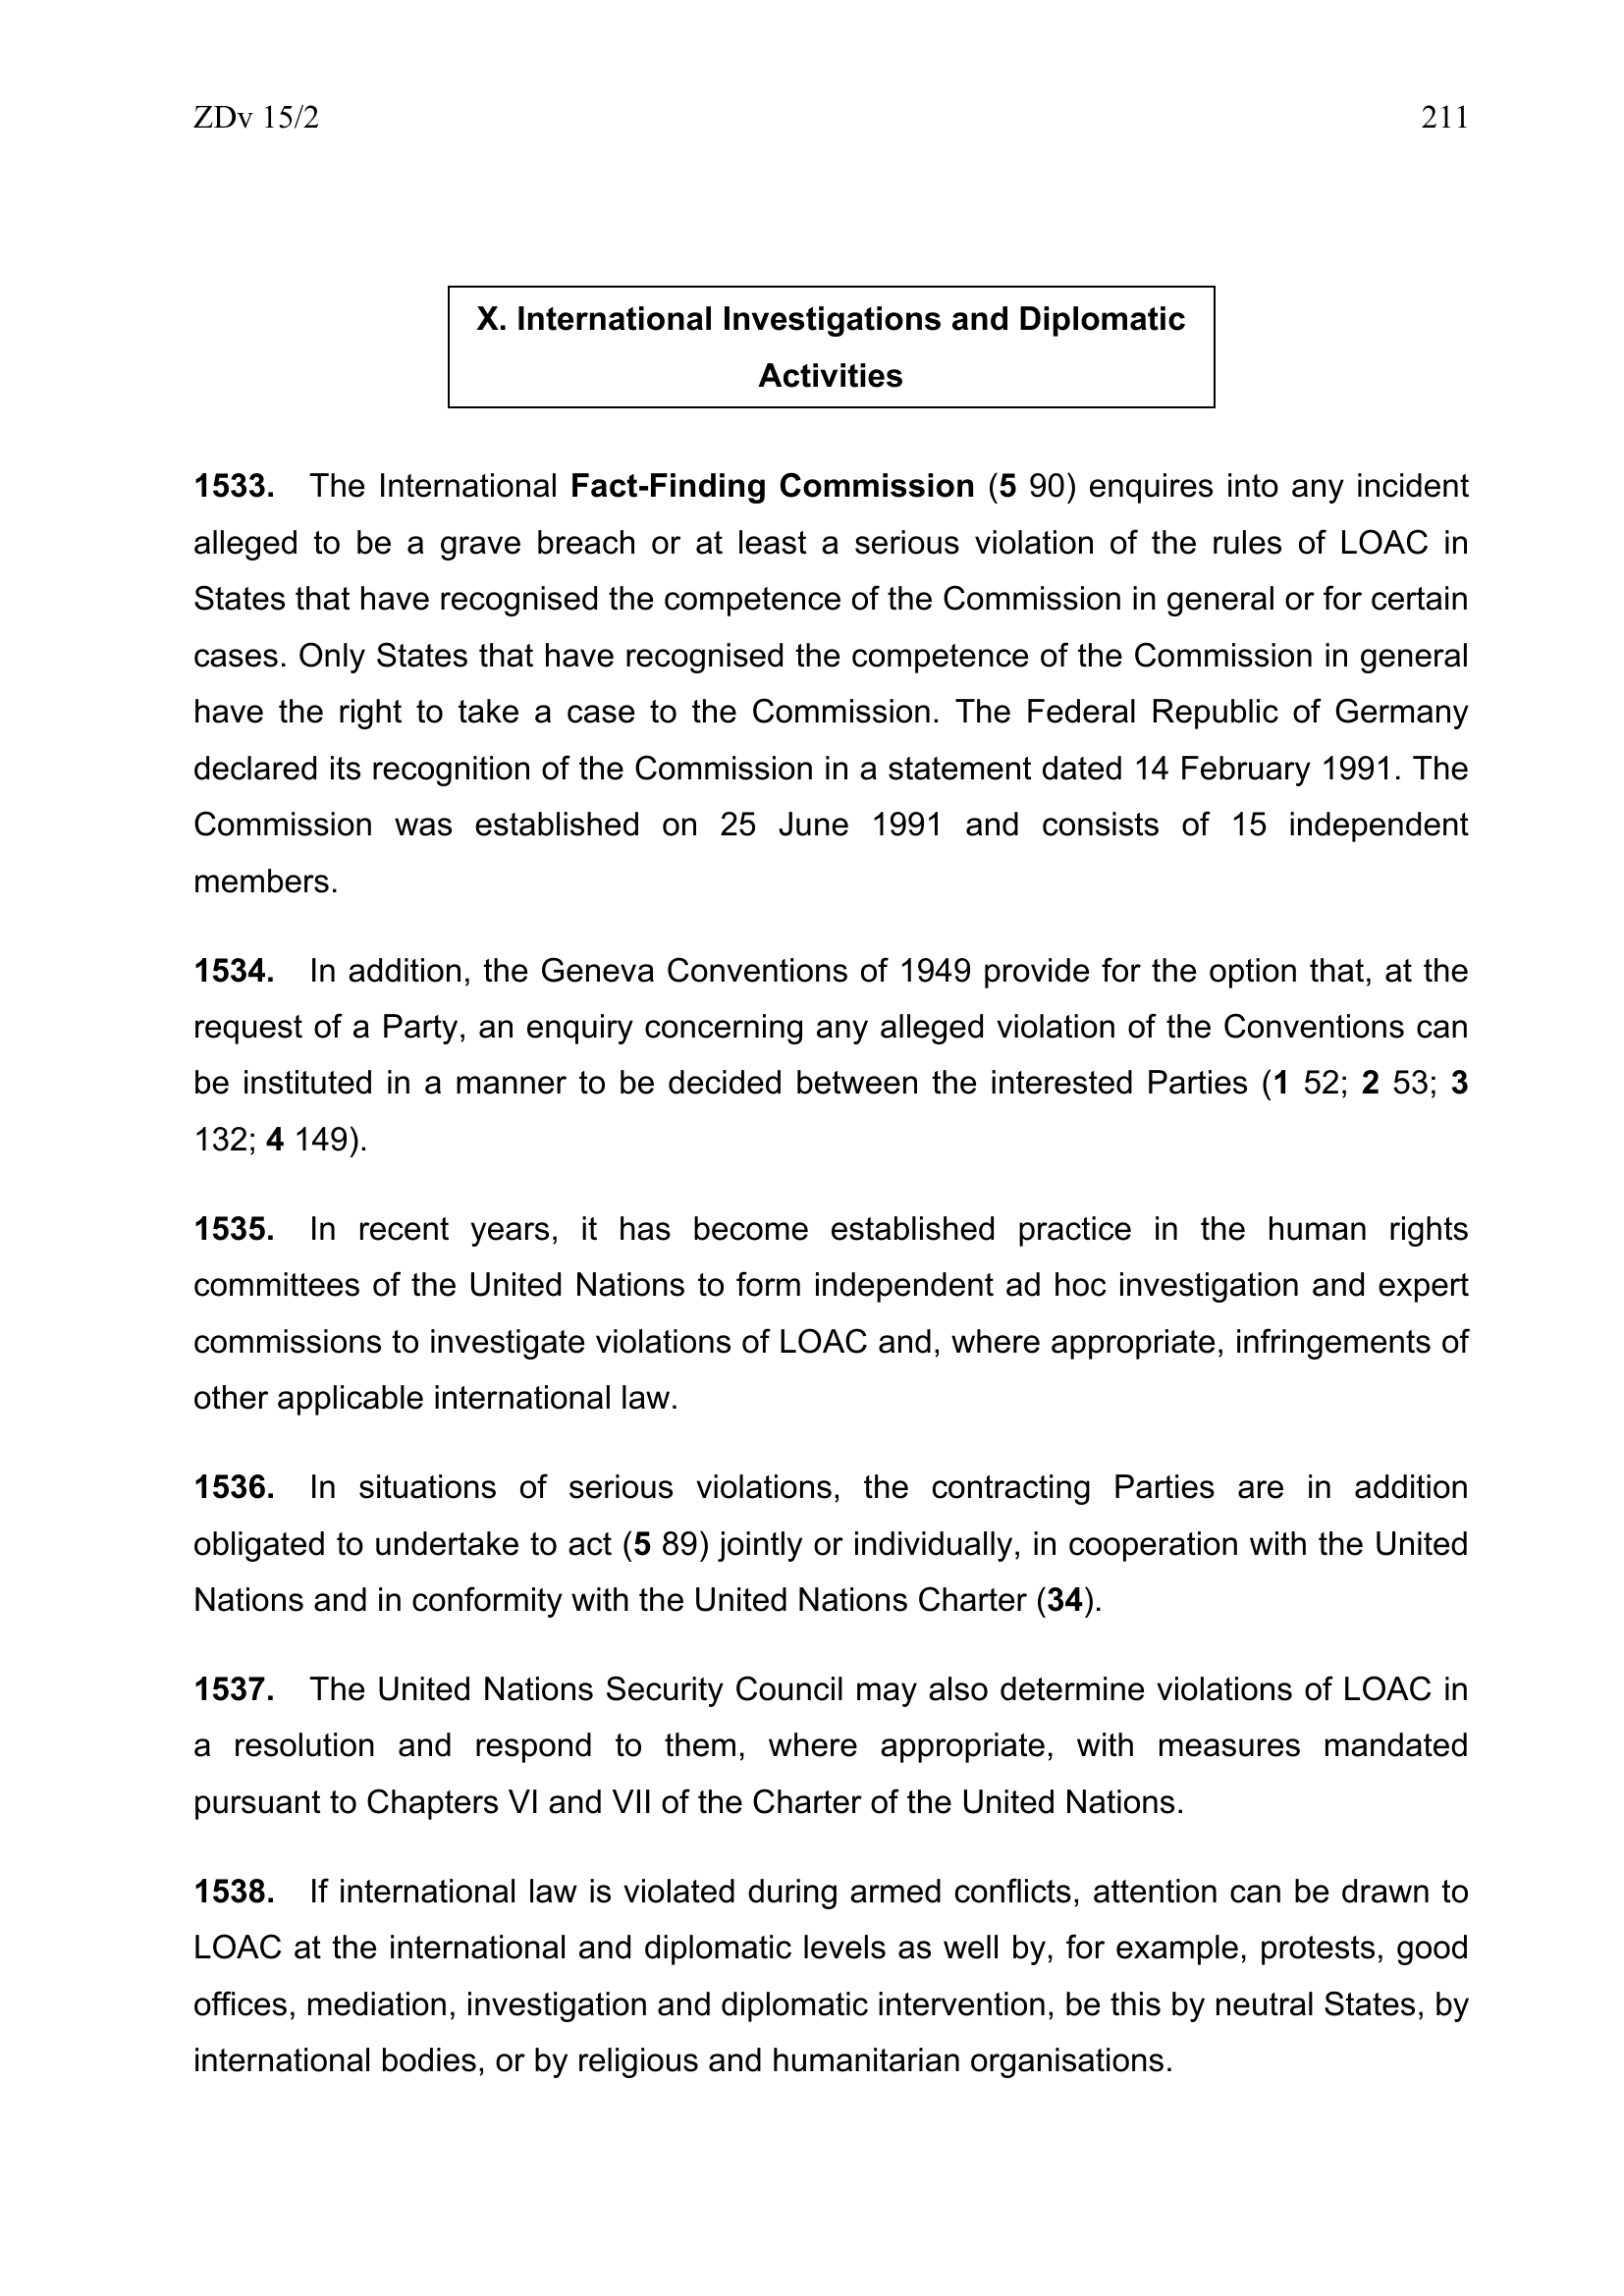 ZDv 15/2 211
X. International Investigations and Diplomatic
Activities
1533. The International Fact-Finding Commission (5 90) enquires into any incident
alleged to be a grave breach or at least a serious violation of the rules of LOAC in
States that have recognised the competence of the Commission in general or for certain
cases. Only States that have recognised the competence of the Commission in general
have the right to take a case to the Commission. The Federal Republic of Germany
declared its recognition of the Commission in a statement dated 14 February 1991. The
Commission was established on 25 June 1991 and consists of 15 independent
members.
1534. In addition, the Geneva Conventions of 1949 provide for the option that, at the
request of a Party, an enquiry concerning any alleged violation of the Conventions can
be instituted in a manner to be decided between the interested Parties (1 52; 2 53; 3
132; 4 149).
1535. In recent years, it has become established practice in the human rights
committees of the United Nations to form independent ad hoc investigation and expert
commissions to investigate violations of LOAC and, where appropriate, infringements of
other applicable international law.
1536. In situations of serious violations, the contracting Parties are in addition
obligated to undertake to act (5 89) jointly or individually, in cooperation with the United
Nations and in conformity with the United Nations Charter (34).
1537. The United Nations Security Council may also determine violations of LOAC in
a resolution and respond to them, where appropriate, with measures mandated
pursuant to Chapters VI and VII of the Charter of the United Nations.
1538. If international law is violated during armed conflicts, attention can be drawn to
LOAC at the international and diplomatic levels as well by, for example, protests, good
offices, mediation, investigation and diplomatic intervention, be this by neutral States, by
international bodies, or by religious and humanitarian organisations.